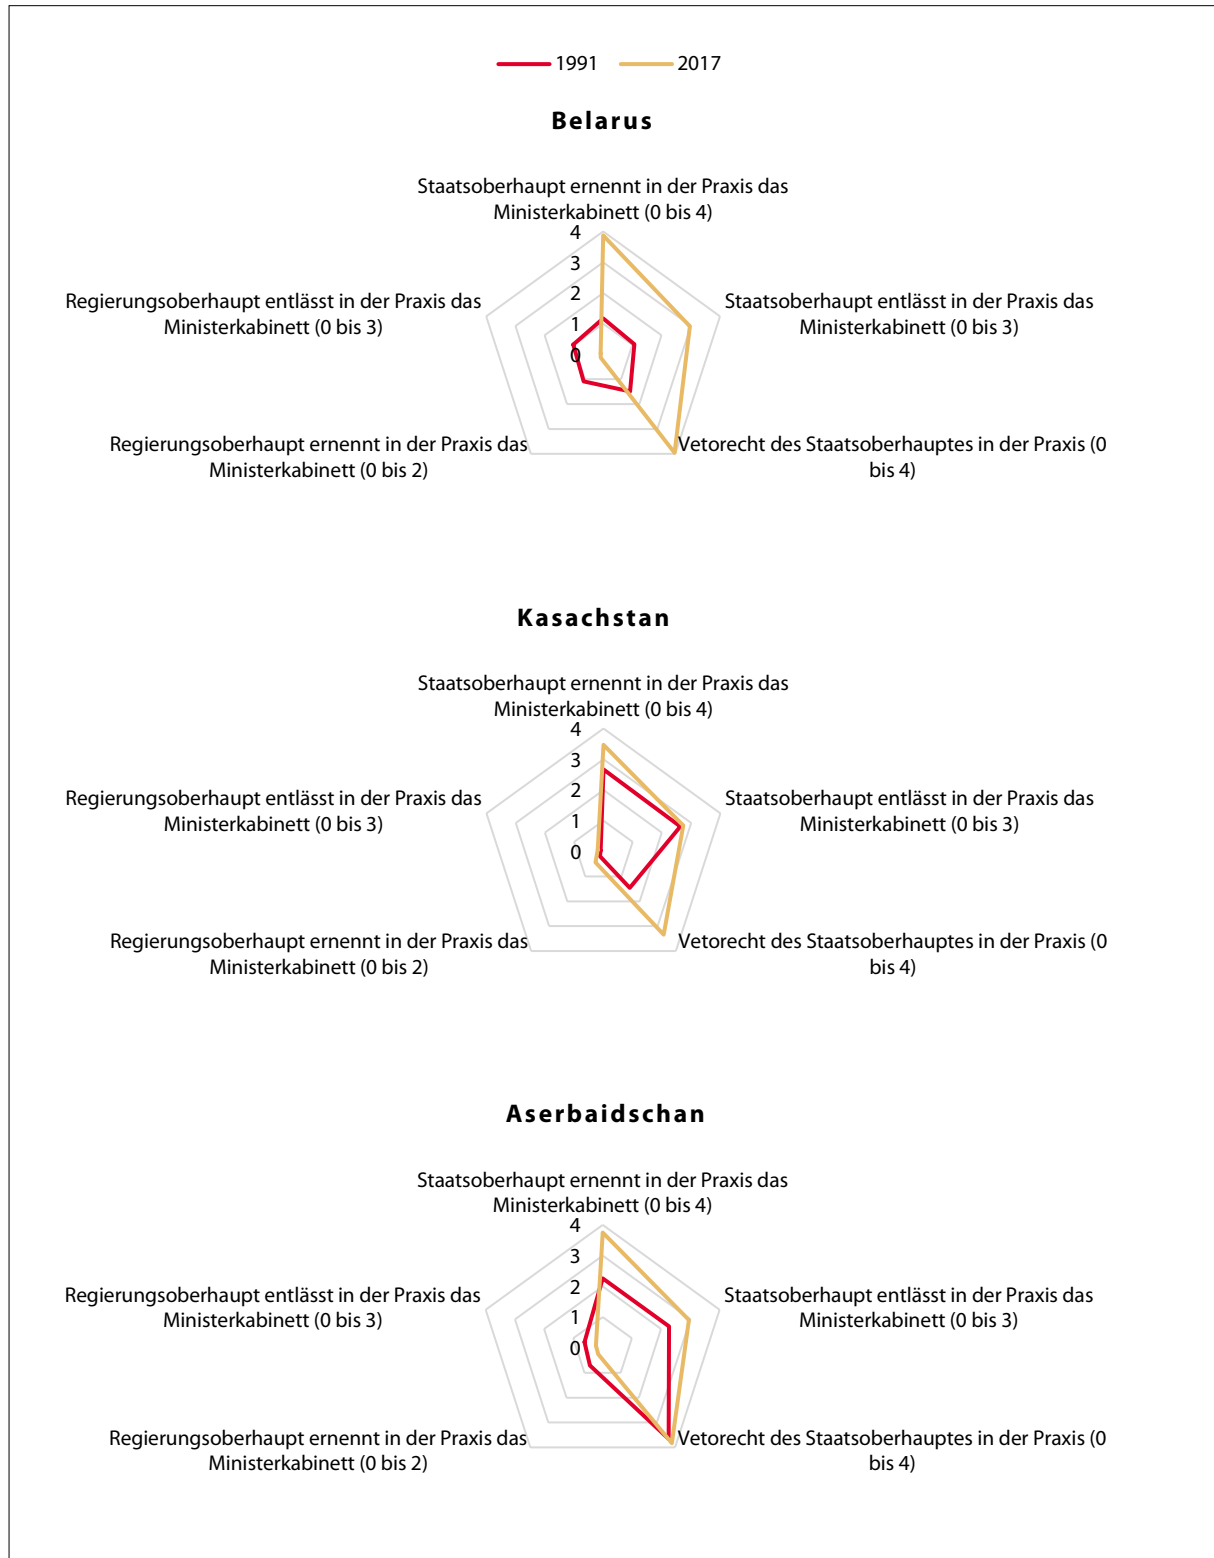 1991 2017
Belarus
Staatsoberhaupt ernennt in der Praxis das
Ministerkabinett (0 bis 4)
4
3
2
1
0
Staatsoberhaupt entlässt in der Praxis das
Ministerkabinett (0 bis 3)
Vetorecht des Staatsoberhauptes in der Praxis (0
bis 4)
Regierungsoberhaupt ernennt in der Praxis das
Ministerkabinett (0 bis 2)
Regierungsoberhaupt entlässt in der Praxis das
Ministerkabinett (0 bis 3)
Kasachstan
Staatsoberhaupt ernennt in der Praxis das
Ministerkabinett (0 bis 4)
4
3
2
1
0
Staatsoberhaupt entlässt in der Praxis das
Ministerkabinett (0 bis 3)
Vetorecht des Staatsoberhauptes in der Praxis (0
bis 4)
Regierungsoberhaupt ernennt in der Praxis das
Ministerkabinett (0 bis 2)
Regierungsoberhaupt entlässt in der Praxis das
Ministerkabinett (0 bis 3)
Aserbaidschan
Staatsoberhaupt ernennt in der Praxis das
Ministerkabinett (0 bis 4)
4
3
2
1
0
Staatsoberhaupt entlässt in der Praxis das
Ministerkabinett (0 bis 3)
Vetorecht des Staatsoberhauptes in der Praxis (0
bis 4)
Regierungsoberhaupt ernennt in der Praxis das
Ministerkabinett (0 bis 2)
Regierungsoberhaupt entlässt in der Praxis das
Ministerkabinett (0 bis 3)